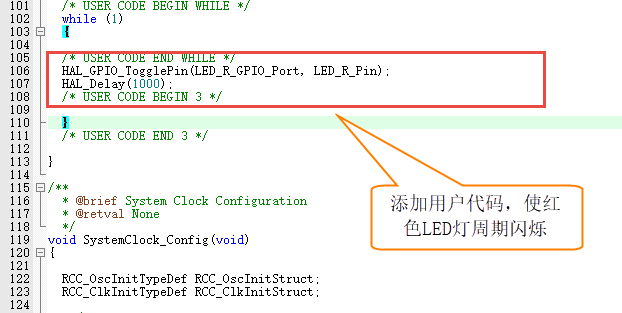 101 /* USER CODE BEGIN WHILE */
102 while (1)
103 {
104
105 /* USER CODE END WHILE */
106 HAL_GPIO_TogglePin(LED_R_GPIO_Port, LED_R_Pin);
107 HAL_Delay(1000);
108 /* USER CODE BEGIN 3 */
109
110 }
111 /* USER CODE END 3 */
112
113 }
114
115 /**
116 * @brief System Clock Configuration
117 * @retval None
118 */
119 void SystemClock_Config(void)
120 {
121
122 RCC_OscInitTypeDef RCC_OscInitStruct;
123 RCC_ClkInitTypeDef RCC_ClkInitStruct;
124
添加用户代码，使红
色LED灯周期闪烁